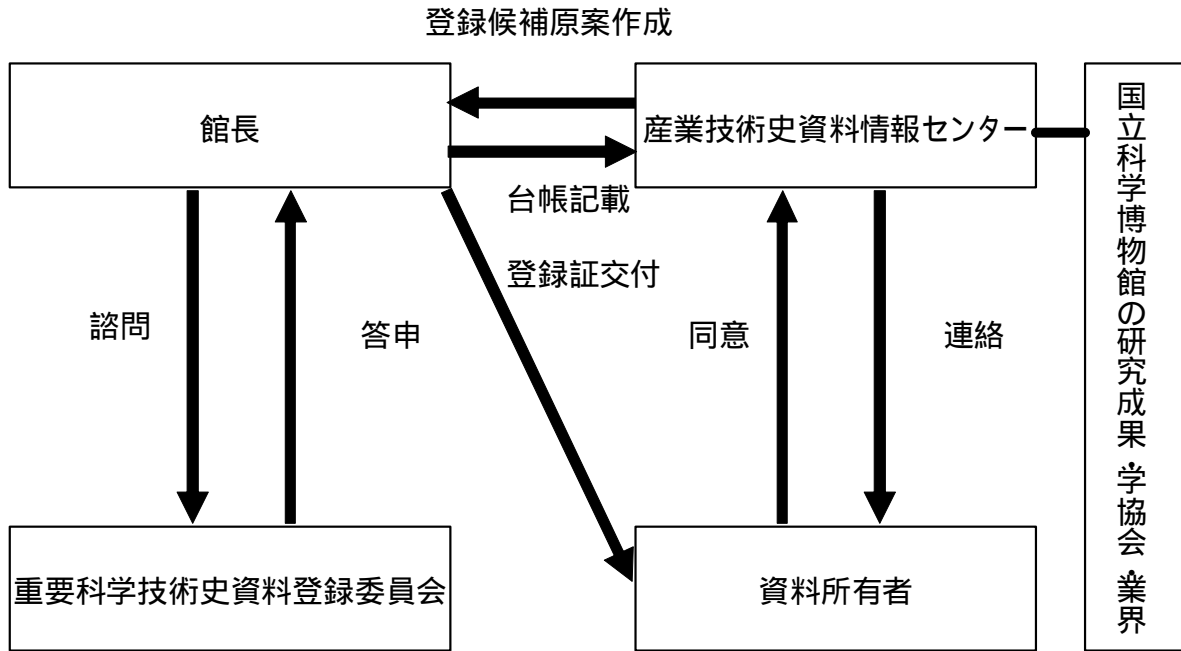 登録候補原案作成
館長
産業技術史資料情報センター
台帳記載
登録証交付
諮問
答申
同意
連絡
重要科学技術史資料登録委員会
資料所有者
国立科学博物館の研究成果・学協会・業界